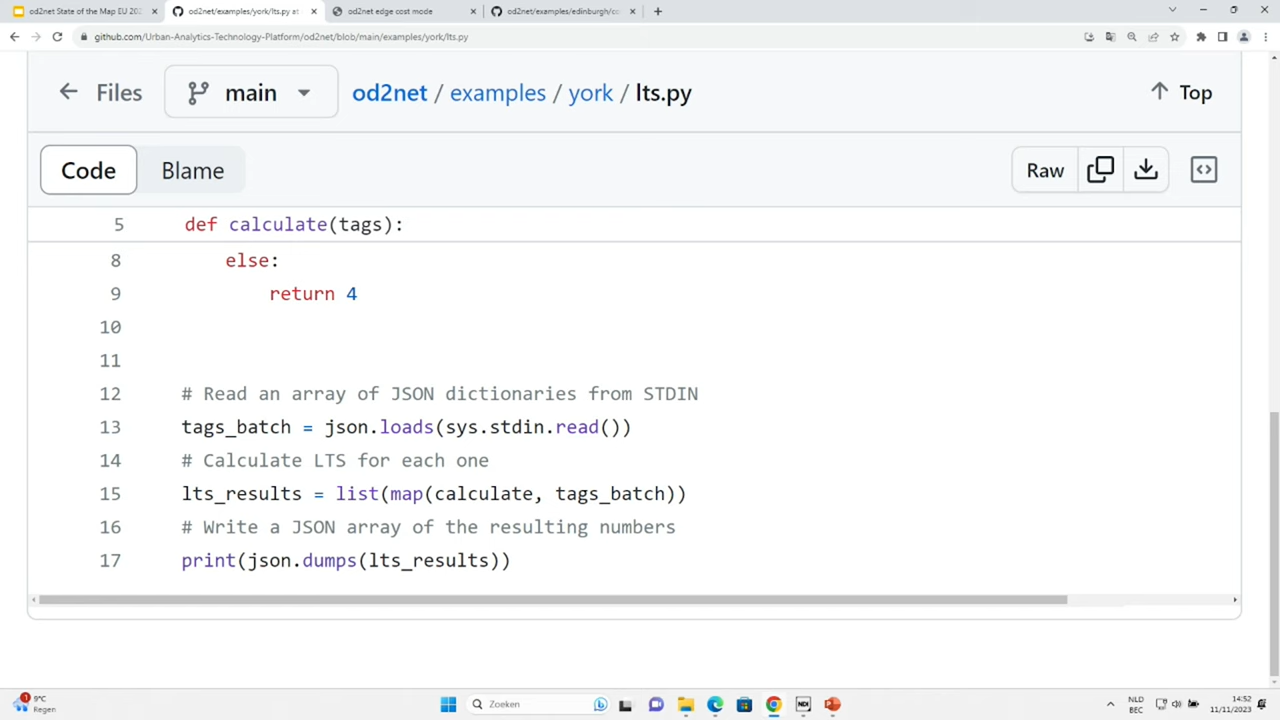 od2net State of the Map EU 202
od2net/examples/york/lts.py at
od2net edge cost mode
od2net/examples/edinburgh/co
github.com/Urban-Analytics-Technology-Platform/od2net/blob/main/examples/york/lts.py
Files
main
od2net / examples / york / lts.py
Top
Code
Blame
Raw
5 def calculate(tags):
8 else:
9 return 4
10
11
12 # Read an array of JSON dictionaries from STDIN
13 tags_batch = json.loads(sys.stdin.read())
14 # Calculate LTS for each one
15 lts_results = list(map(calculate, tags_batch))
16 # Write a JSON array of the resulting numbers
17 print(json.dumps(lts_results))
1
9°C
Regen
Zoeken
NDI
NLD
BEC
14:52
11/11/2023